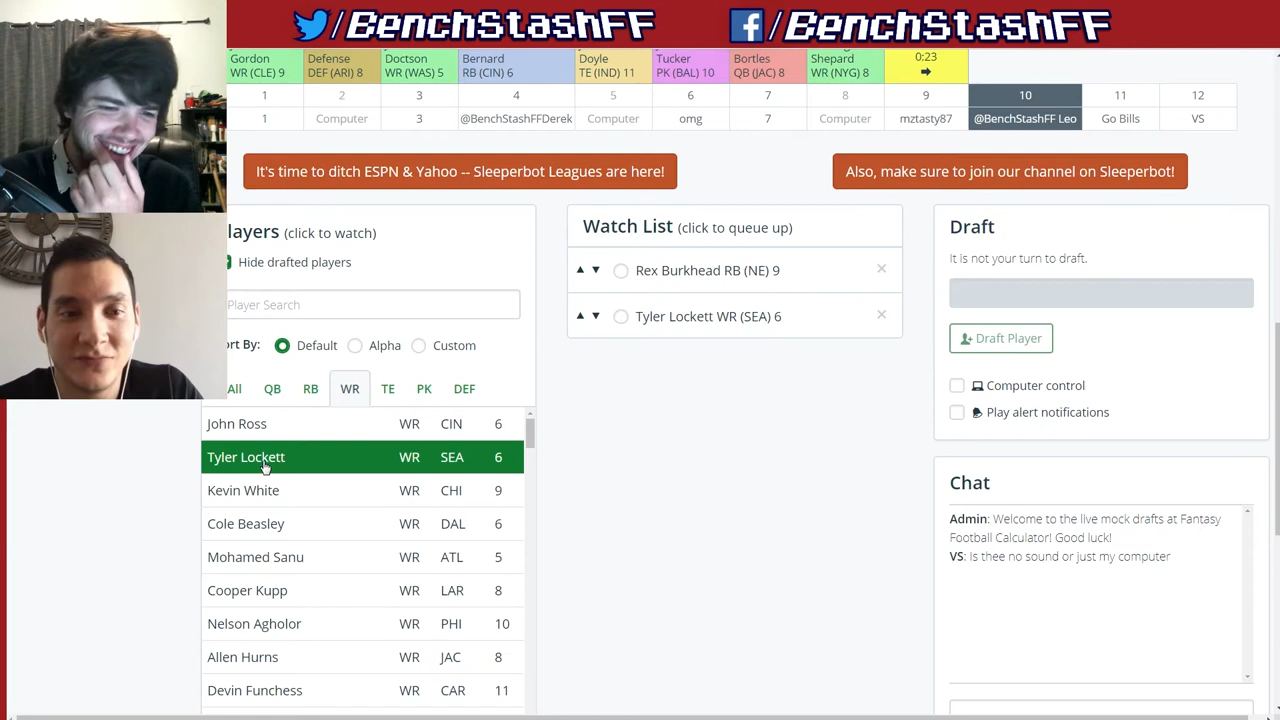 /BenchStashFF /BenchStashFF
Gordon Defense Doctson Bernard Doyle Tucker Bortles Shepard 0:23
WR (CLE) 9 DEF (ARI) 8 WR (WAS) 5 RB (CIN) 6 TE (IND) 11 PK (BAL) 10 QB (JAC) 8 WR (NYG) 8
1 2 3 4 5 6 7 8 9 10 11 12
1 Computer 3 @BenchStashFFDerek Computer omg 7 Computer mztasty87 @BenchStashFF Leo Go Bills VS
It's time to ditch ESPN & Yahoo -- Sleeperbot Leagues are here! Also, make sure to join our channel on Sleeperbot!
layers (click to watch)
Hide drafted players
Player Search
ort By: Default Alpha Custom
All QB RB WR TE PK DEF
John Ross WR CIN 6
Tyler Lockett WR SEA 6
Kevin White WR CHI 9
Cole Beasley WR DAL 6
Mohamed Sanu WR ATL 5
Cooper Kupp WR LAR 8
Nelson Agholor WR PHI 10
Allen Hurns WR JAC 8
Devin Funchess WR CAR 11
Watch List (click to queue up)
Rex Burkhead RB (NE) 9
Tyler Lockett WR (SEA) 6
Draft
It is not your turn to draft.
Draft Player
Computer control
Play alert notifications
Chat
Admin: Welcome to the live mock drafts at Fantasy
Football Calculator! Good luck!
VS: Is thee no sound or just my computer